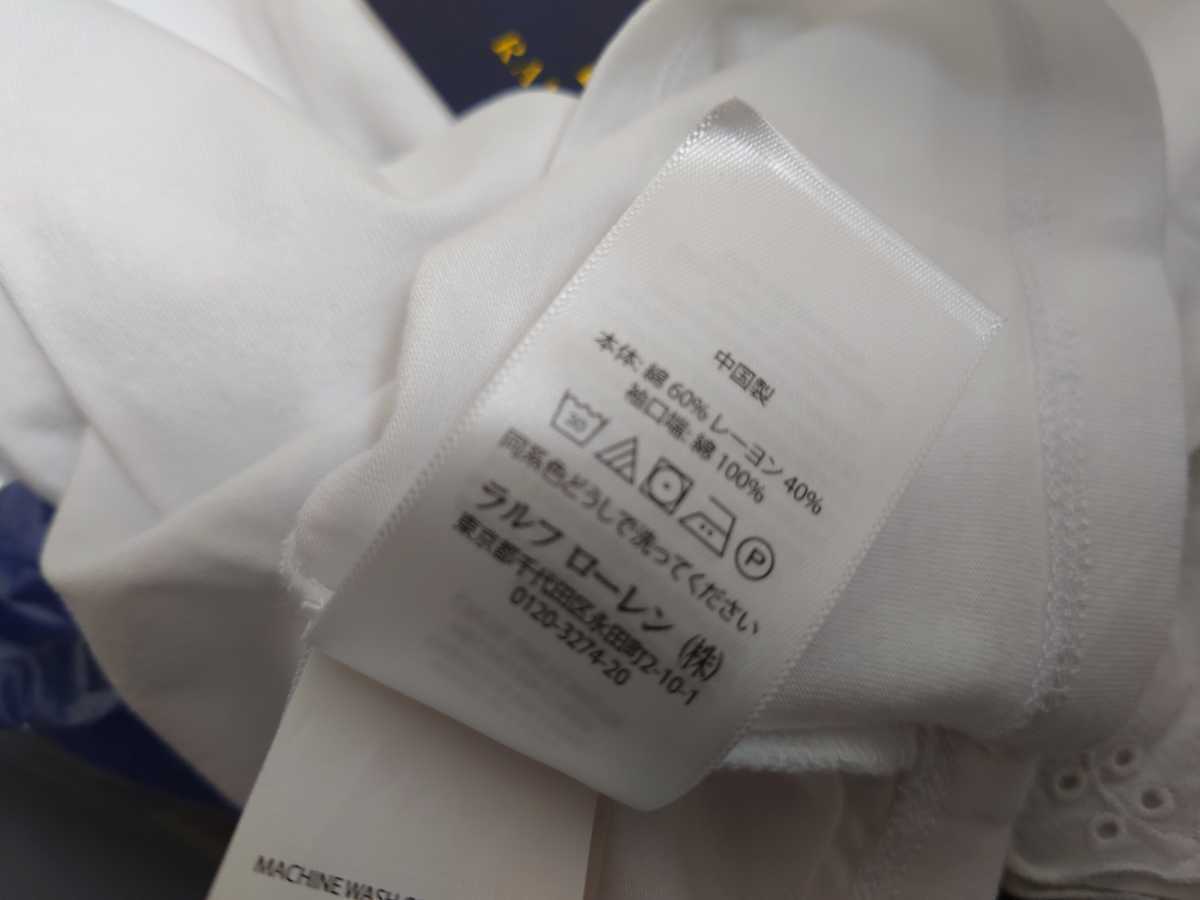 RA
中国製
本体: 綿 60% レーヨン 40%
袖口端: 綿 100%
30
P
同系色どうしで洗ってください
ラルフ ローレン (株)
東京都千代田区永田町2-10-1
0120-3274-20
MACHINE WASH